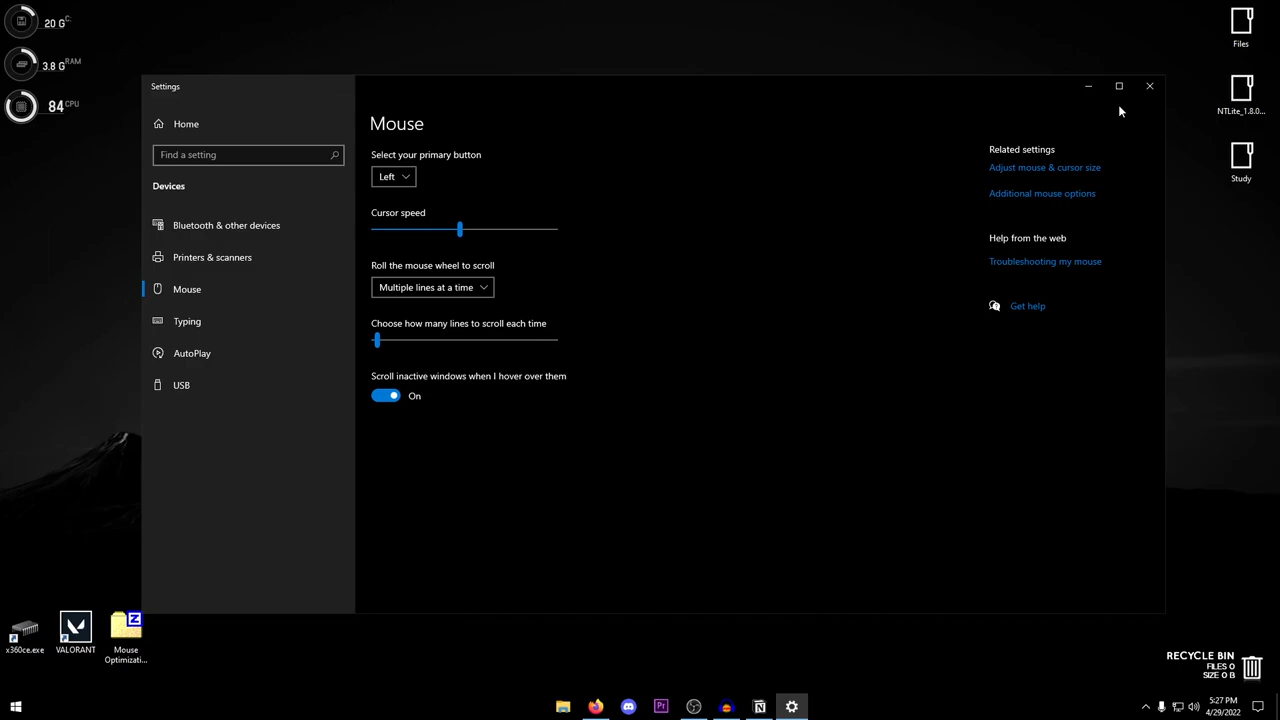 20 G C:
3.8 G RAM
84 CPU
Files
NTLite_1.8.0...
Study
Settings
Home
Find a setting
Devices
Bluetooth & other devices
Printers & scanners
Mouse
Typing
AutoPlay
USB
Mouse
Select your primary button
Left
Cursor speed
Roll the mouse wheel to scroll
Multiple lines at a time
Choose how many lines to scroll each time
Scroll inactive windows when I hover over them
On
Related settings
Adjust mouse & cursor size
Additional mouse options
Help from the web
Troubleshooting my mouse
Get help
x360ce.exe
VALORANT
Z
Mouse
Optimizati...
RECYCLE BIN
FILES 0
SIZE 0 B
Pr
N
5:27 PM
4/29/2022